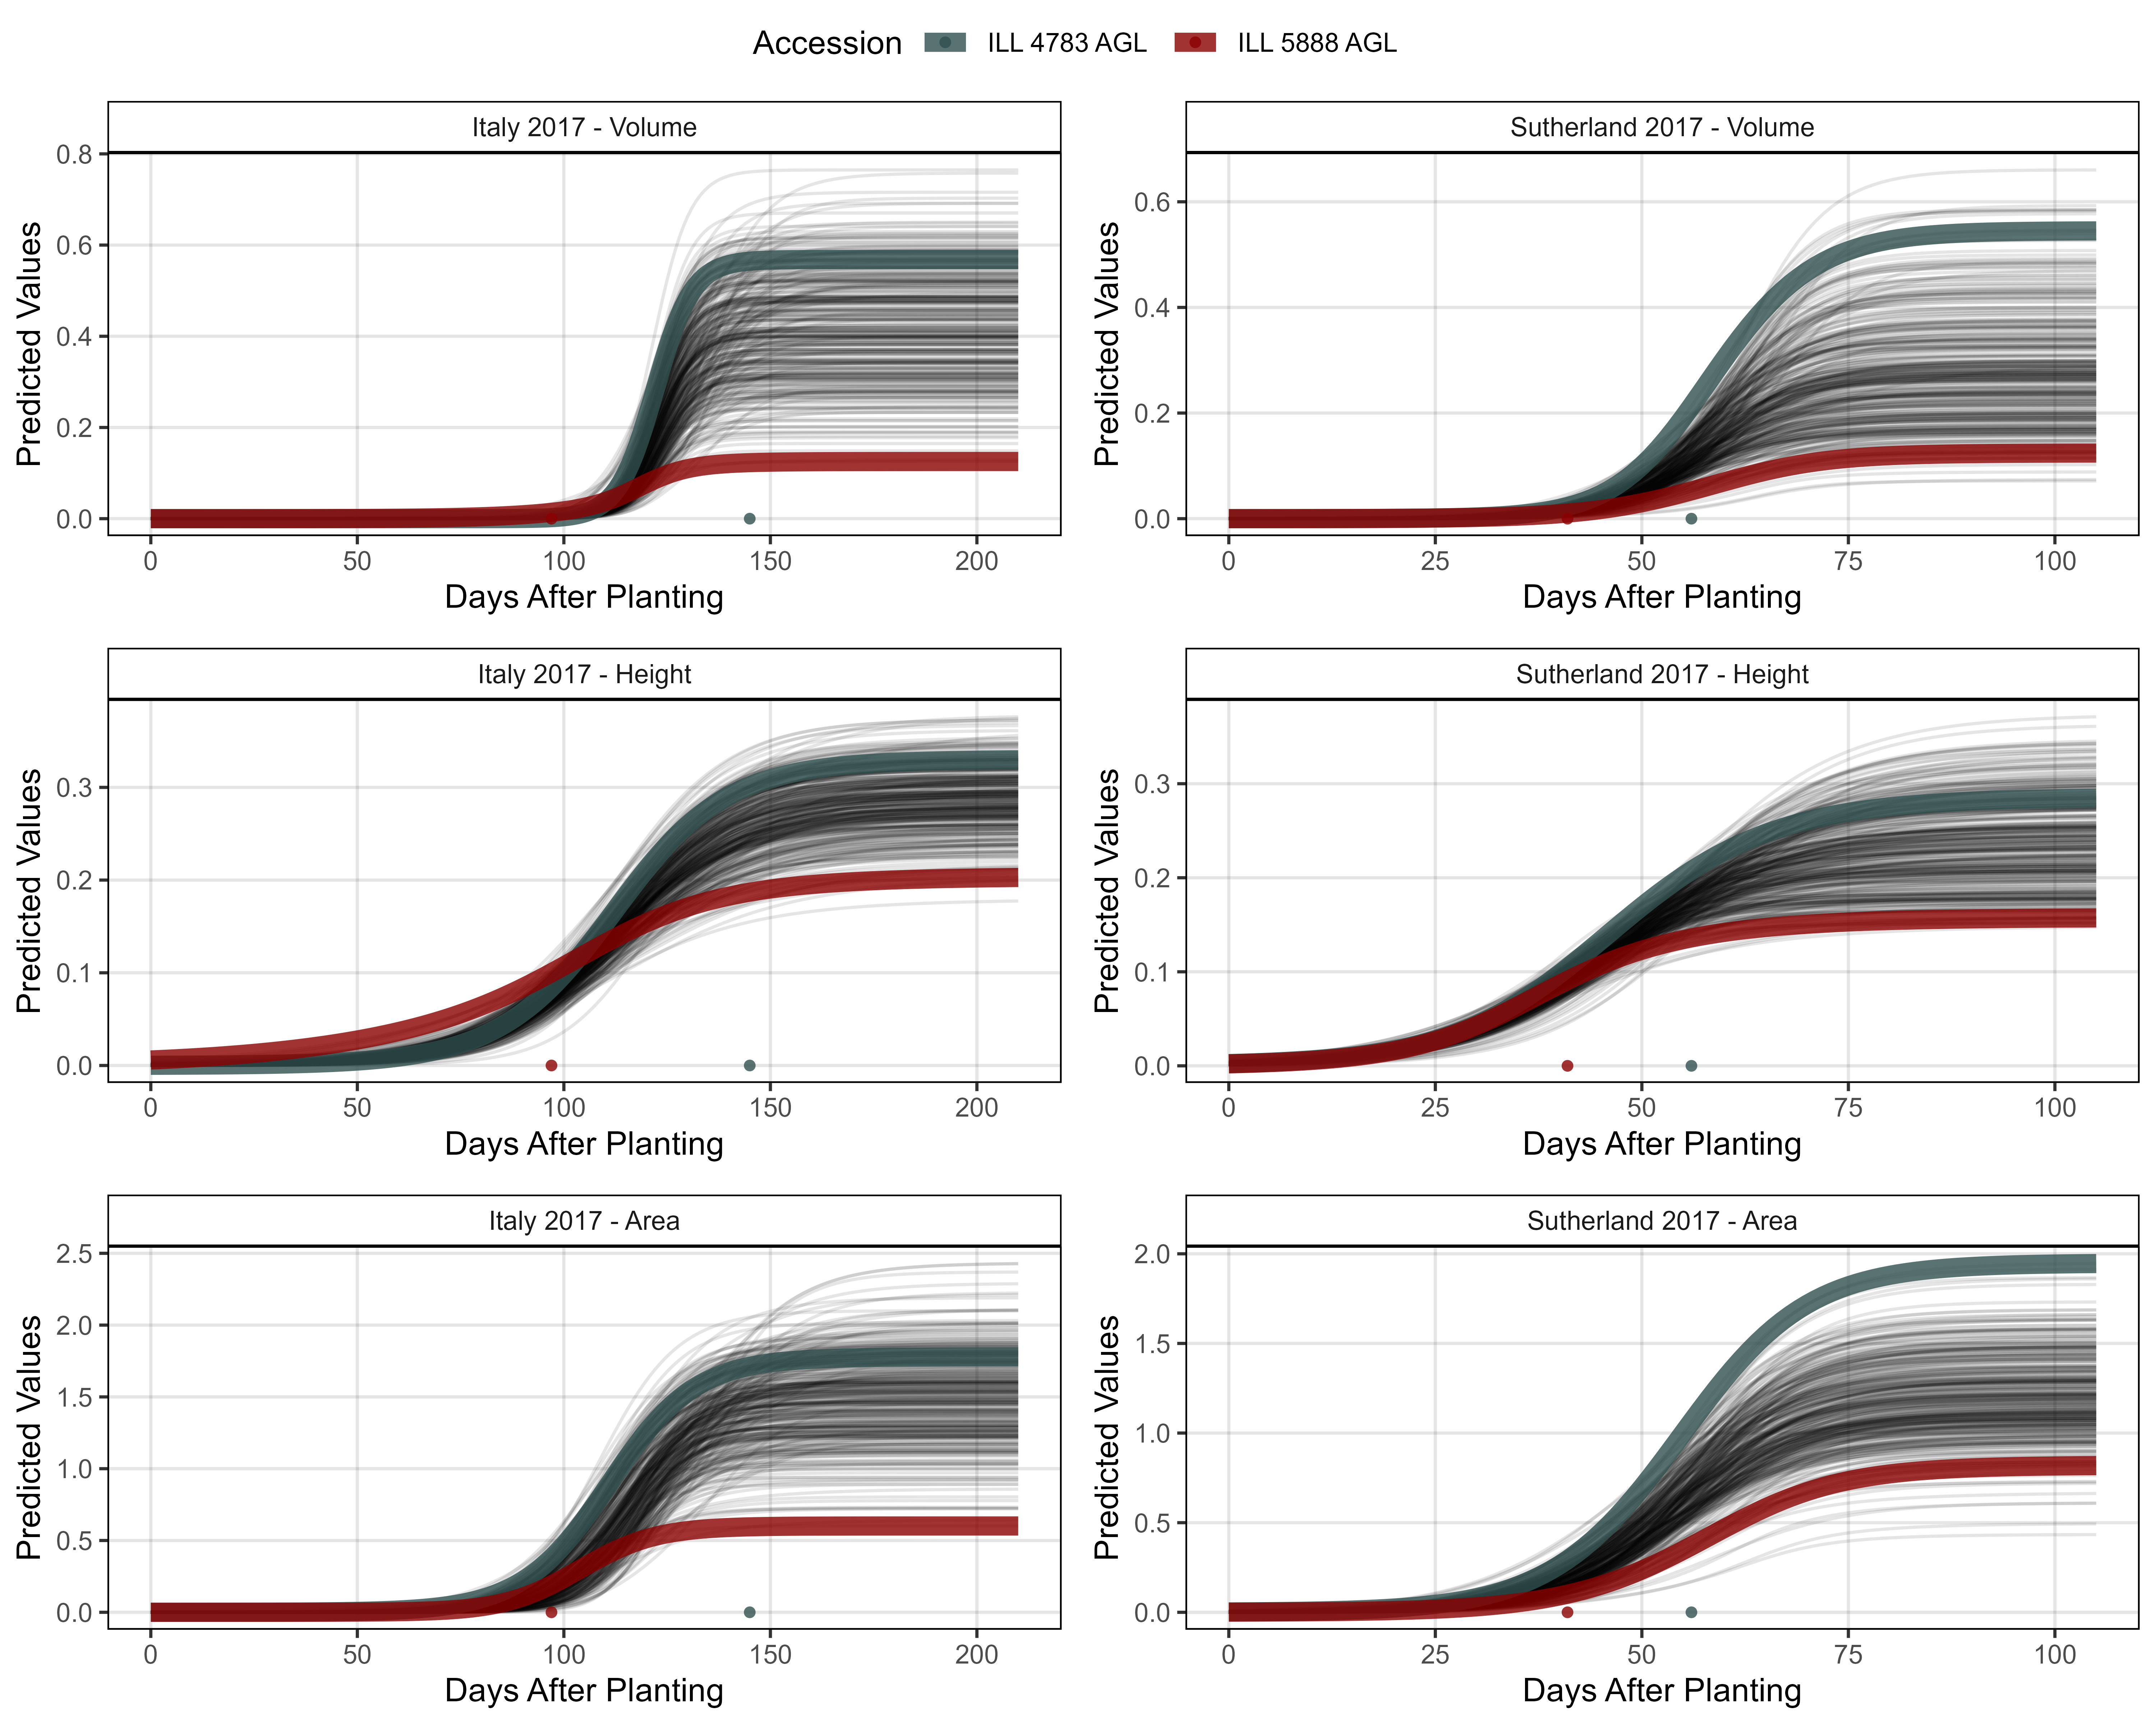 Accession ILL 4783 AGL ILL 5888 AGL
Italy 2017 - Volume
Predicted Values
0.8
0.6
0.4
0.2
0.0
0 50 100 150 200
Days After Planting
Sutherland 2017 - Volume
Predicted Values
0.6
0.4
0.2
0.0
0 25 50 75 100
Days After Planting
Italy 2017 - Height
Predicted Values
0.3
0.2
0.1
0.0
0 50 100 150 200
Days After Planting
Sutherland 2017 - Height
Predicted Values
0.3
0.2
0.1
0.0
0 25 50 75 100
Days After Planting
Italy 2017 - Area
Predicted Values
2.5
2.0
1.5
1.0
0.5
0.0
0 50 100 150 200
Days After Planting
Sutherland 2017 - Area
Predicted Values
2.0
1.5
1.0
0.5
0.0
0 25 50 75 100
Days After Planting